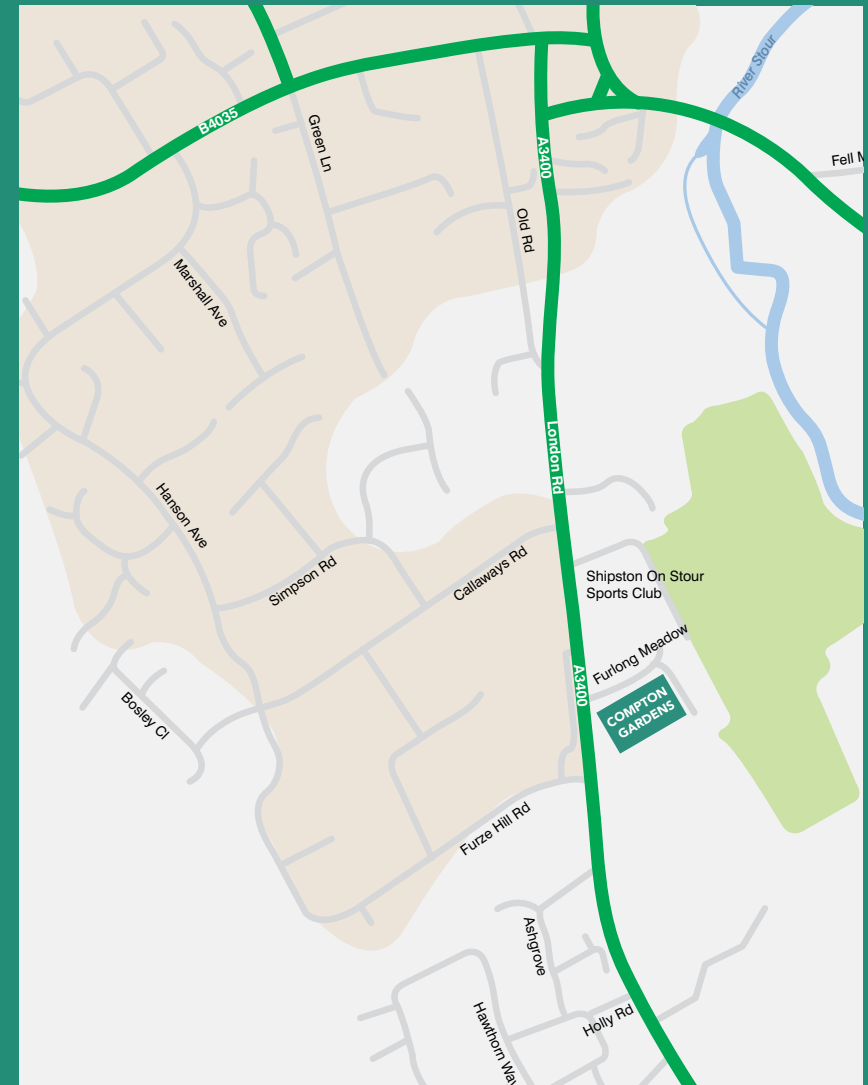 River Stour
B4035
Green Ln
A3400
Fell
Old Rd
Marshall Ave
London Rd
Hanson Ave
Simpson Rd
Callaways Rd
Shipston On Stour
Sports Club
Furlong Meadow
A3400
COMPTON
GARDENS
Bosley Cl
Furze Hill Rd
Ashgrove
Holly Rd
Hawthorn Way